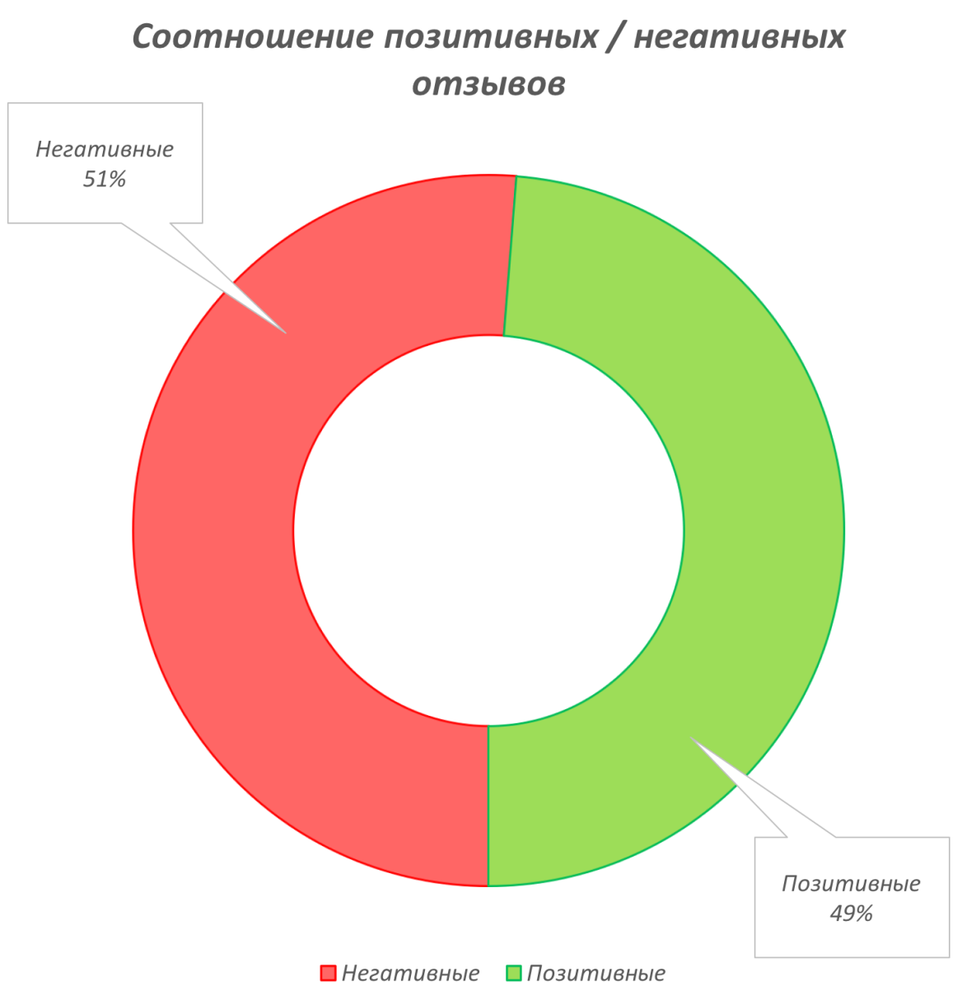 Соотношение позитивных / негативных
отзывов
Негативные
51%
Позитивные
49%
Негативные
Позитивные